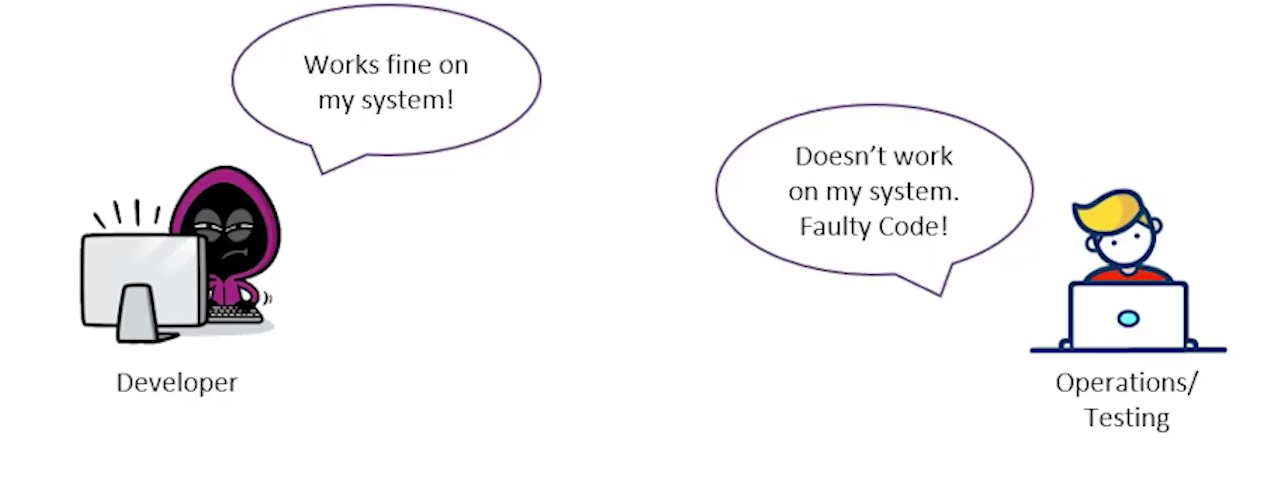 Works fine on
my system!
Doesn’t work
on my system.
Faulty Code!
Developer
Operations/
Testing